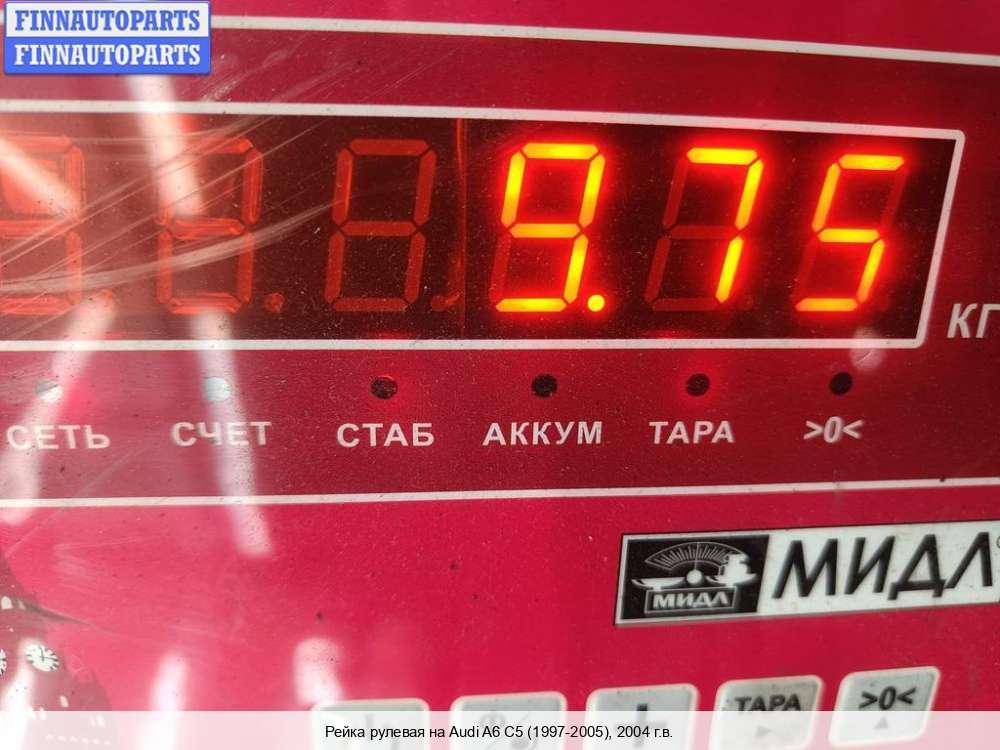 FINNAUTOPARTS
FINNAUTOPARTS
9.75
КГ
СЕТЬ СЧЕТ СТАБ АККУМ ТАРА >0<
МИДЛ МИДЛ
ТАРА >0<
Рейка рулевая на Audi A6 C5 (1997-2005), 2004 г.в.